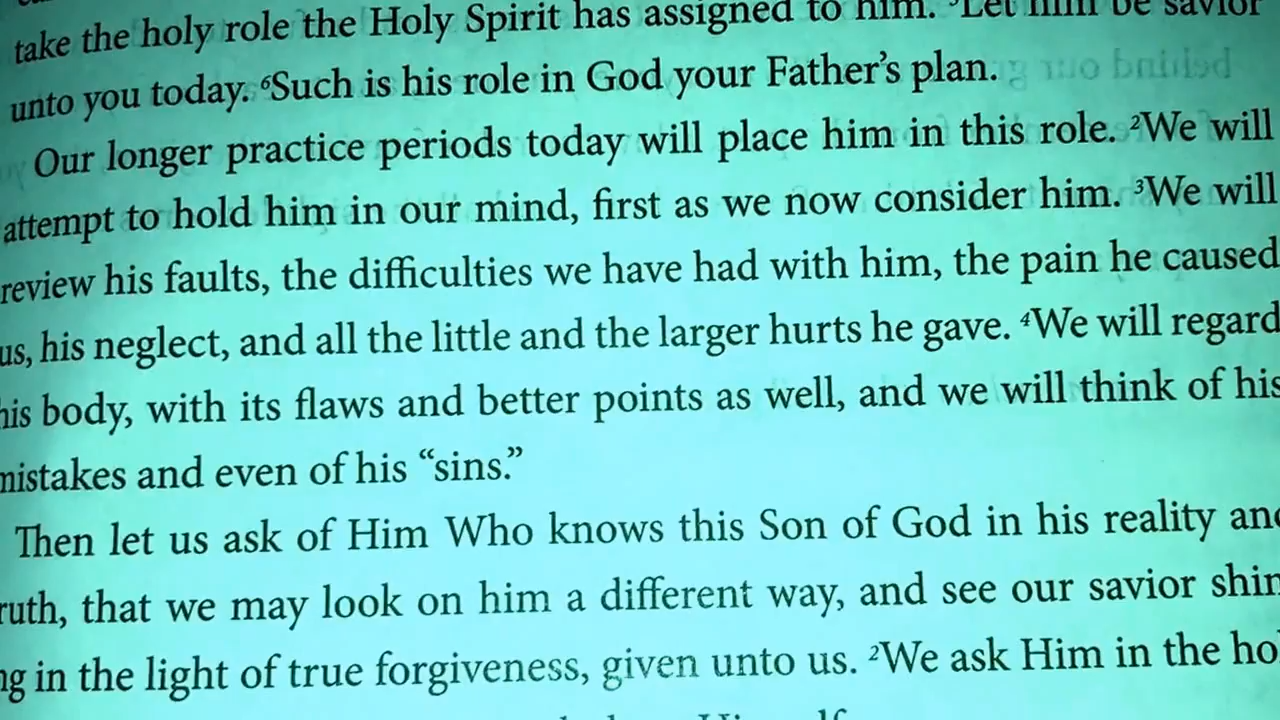 take the holy role the Holy Spirit has assigned to him. ⁵Let him be savior
unto you today. ⁶Such is his role in God your Father’s plan.
Our longer practice periods today will place him in this role. ²We will
attempt to hold him in our mind, first as we now consider him. ³We will
review his faults, the difficulties we have had with him, the pain he caused
us, his neglect, and all the little and the larger hurts he gave. ⁴We will regard
his body, with its flaws and better points as well, and we will think of his
mistakes and even of his “sins.”
Then let us ask of Him Who knows this Son of God in his reality and
ruth, that we may look on him a different way, and see our savior shin
ng in the light of true forgiveness, given unto us. ²We ask Him in the ho